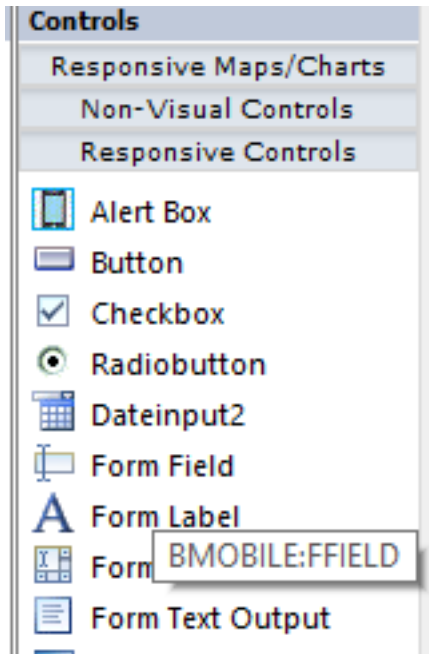 Controls
Responsive Maps/Charts
Non-Visual Controls
Responsive Controls
Alert Box
Button
Checkbox
Radiobutton
Dateinput2
Form Field
Form Label
Form
BMOBILE:FFIELD
Form Text Output